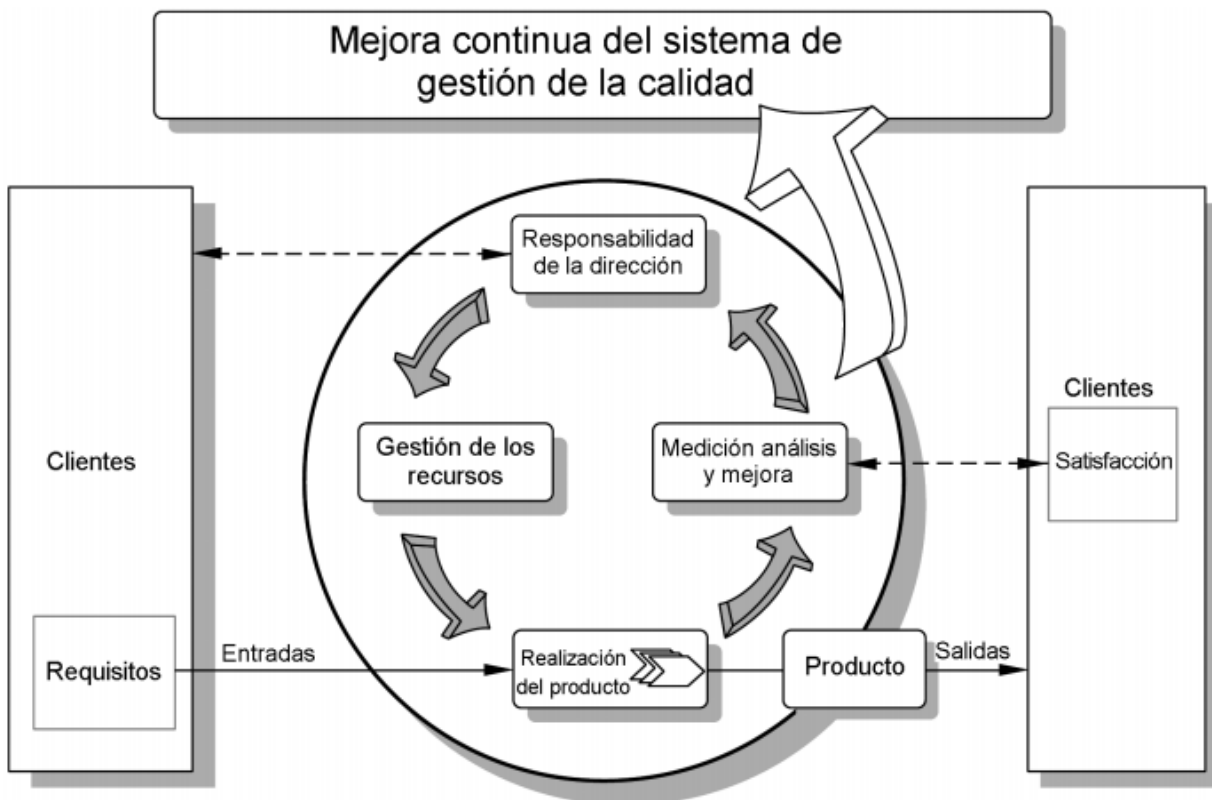 Mejora continua del sistema de
gestión de la calidad
Responsabilidad
de la dirección
Clientes
Gestión de los
recursos
Medición análisis
y mejora
Clientes
Satisfacción
Requisitos
Entradas
Realización
del producto
Producto
Salidas